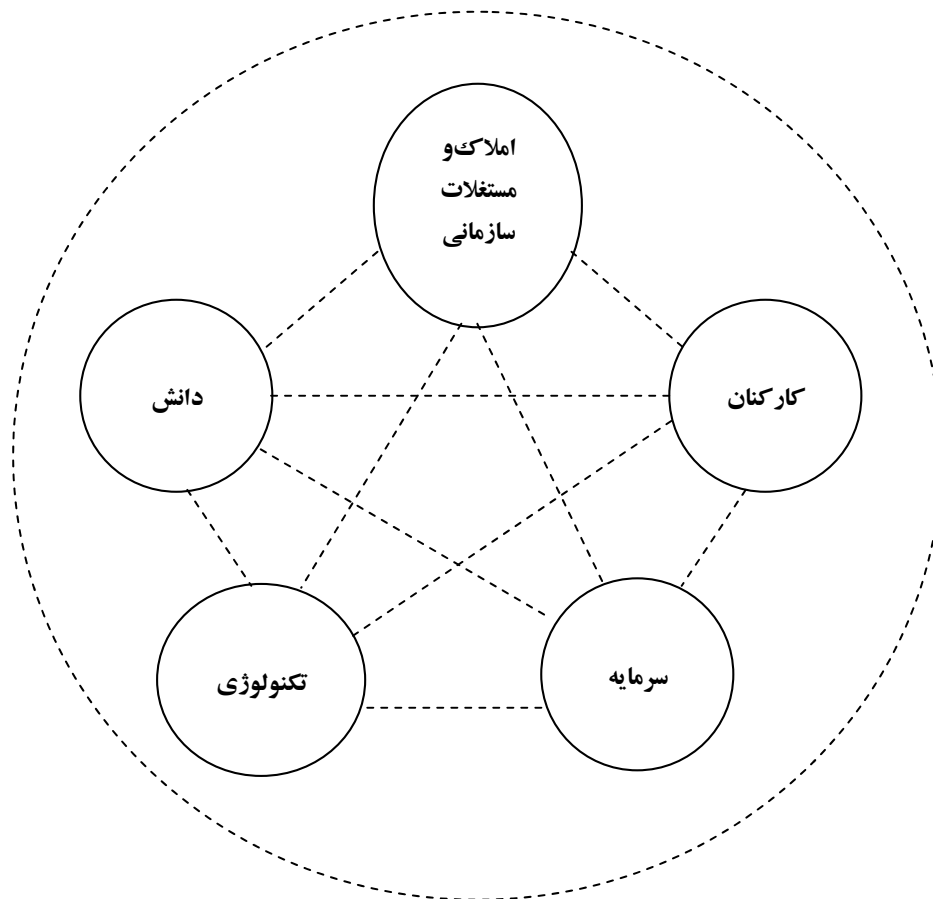 املاک و
مستغلات
سازمانی
کارکنان
دانش
سرمایه
تکنولوژی